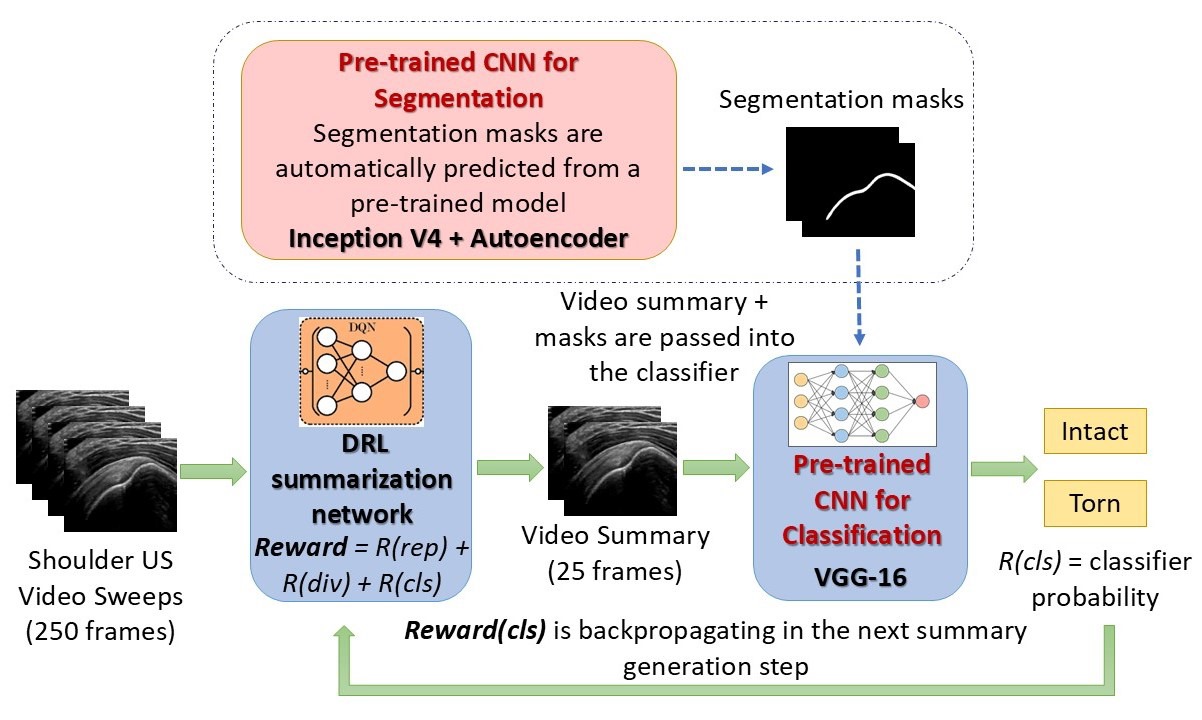 Pre-trained CNN for
Segmentation
Segmentation masks are
automatically predicted from a
pre-trained model
Inception V4 + Autoencoder
Segmentation masks
Video summary +
masks are passed into
the classifier
DQN
DRL
summarization
network
Reward = R(rep) +
R(div) + R(cls)
Shoulder US
Video Sweeps
(250 frames)
Video Summary
(25 frames)
Pre-trained
CNN for
Classification
VGG-16
Intact
Torn
R(cls) = classifier
probability
Reward(cls) is backpropagating in the next summary
generation step